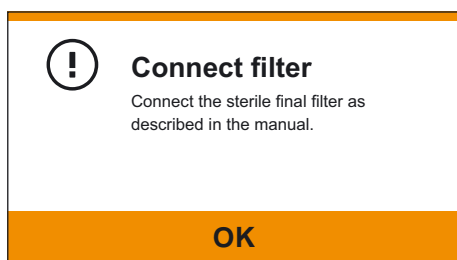 Connect filter
Connect the sterile final filter as
described in the manual.
OK